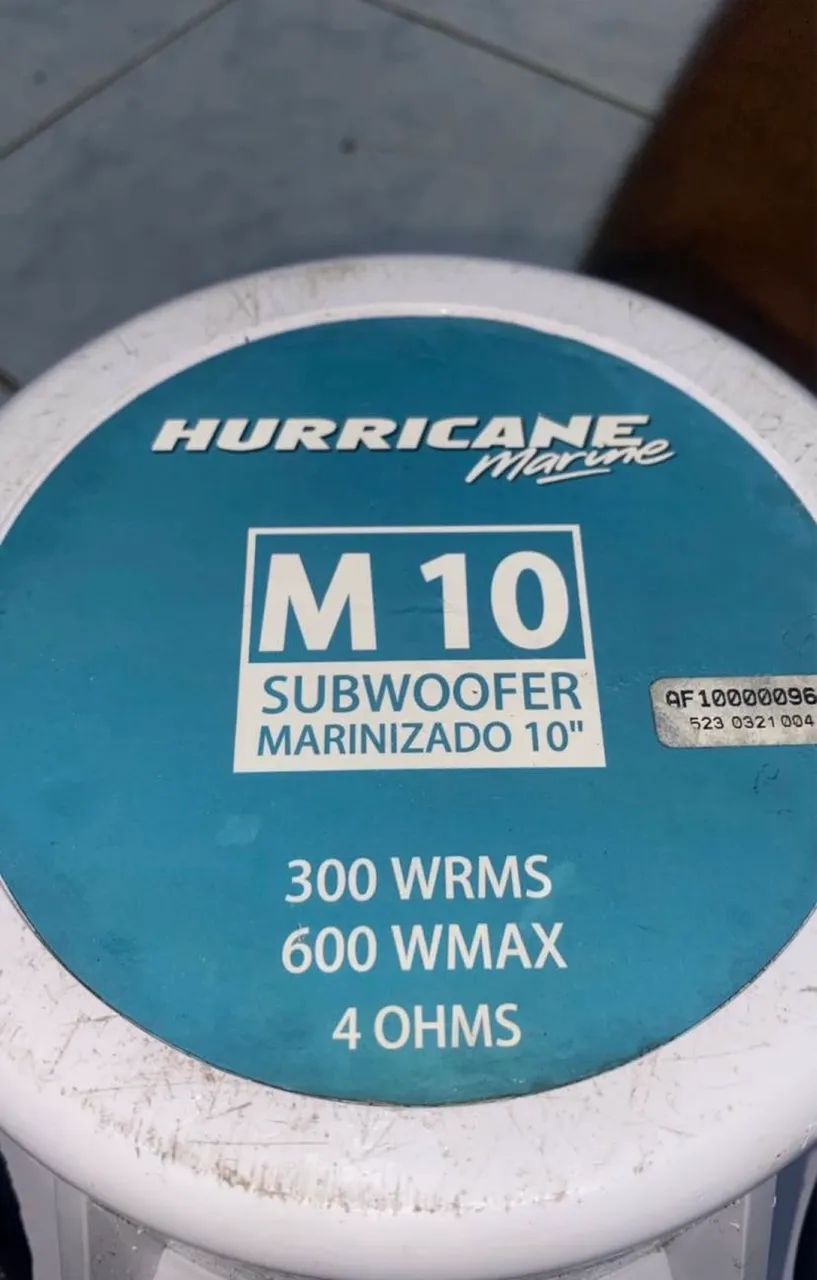 HURRICANE
Marine
M 10
SUBWOOFER
MARINIZADO 10"
AF10000096
523 0321 004
300 WRMS
600 WMAX
4 OHMS